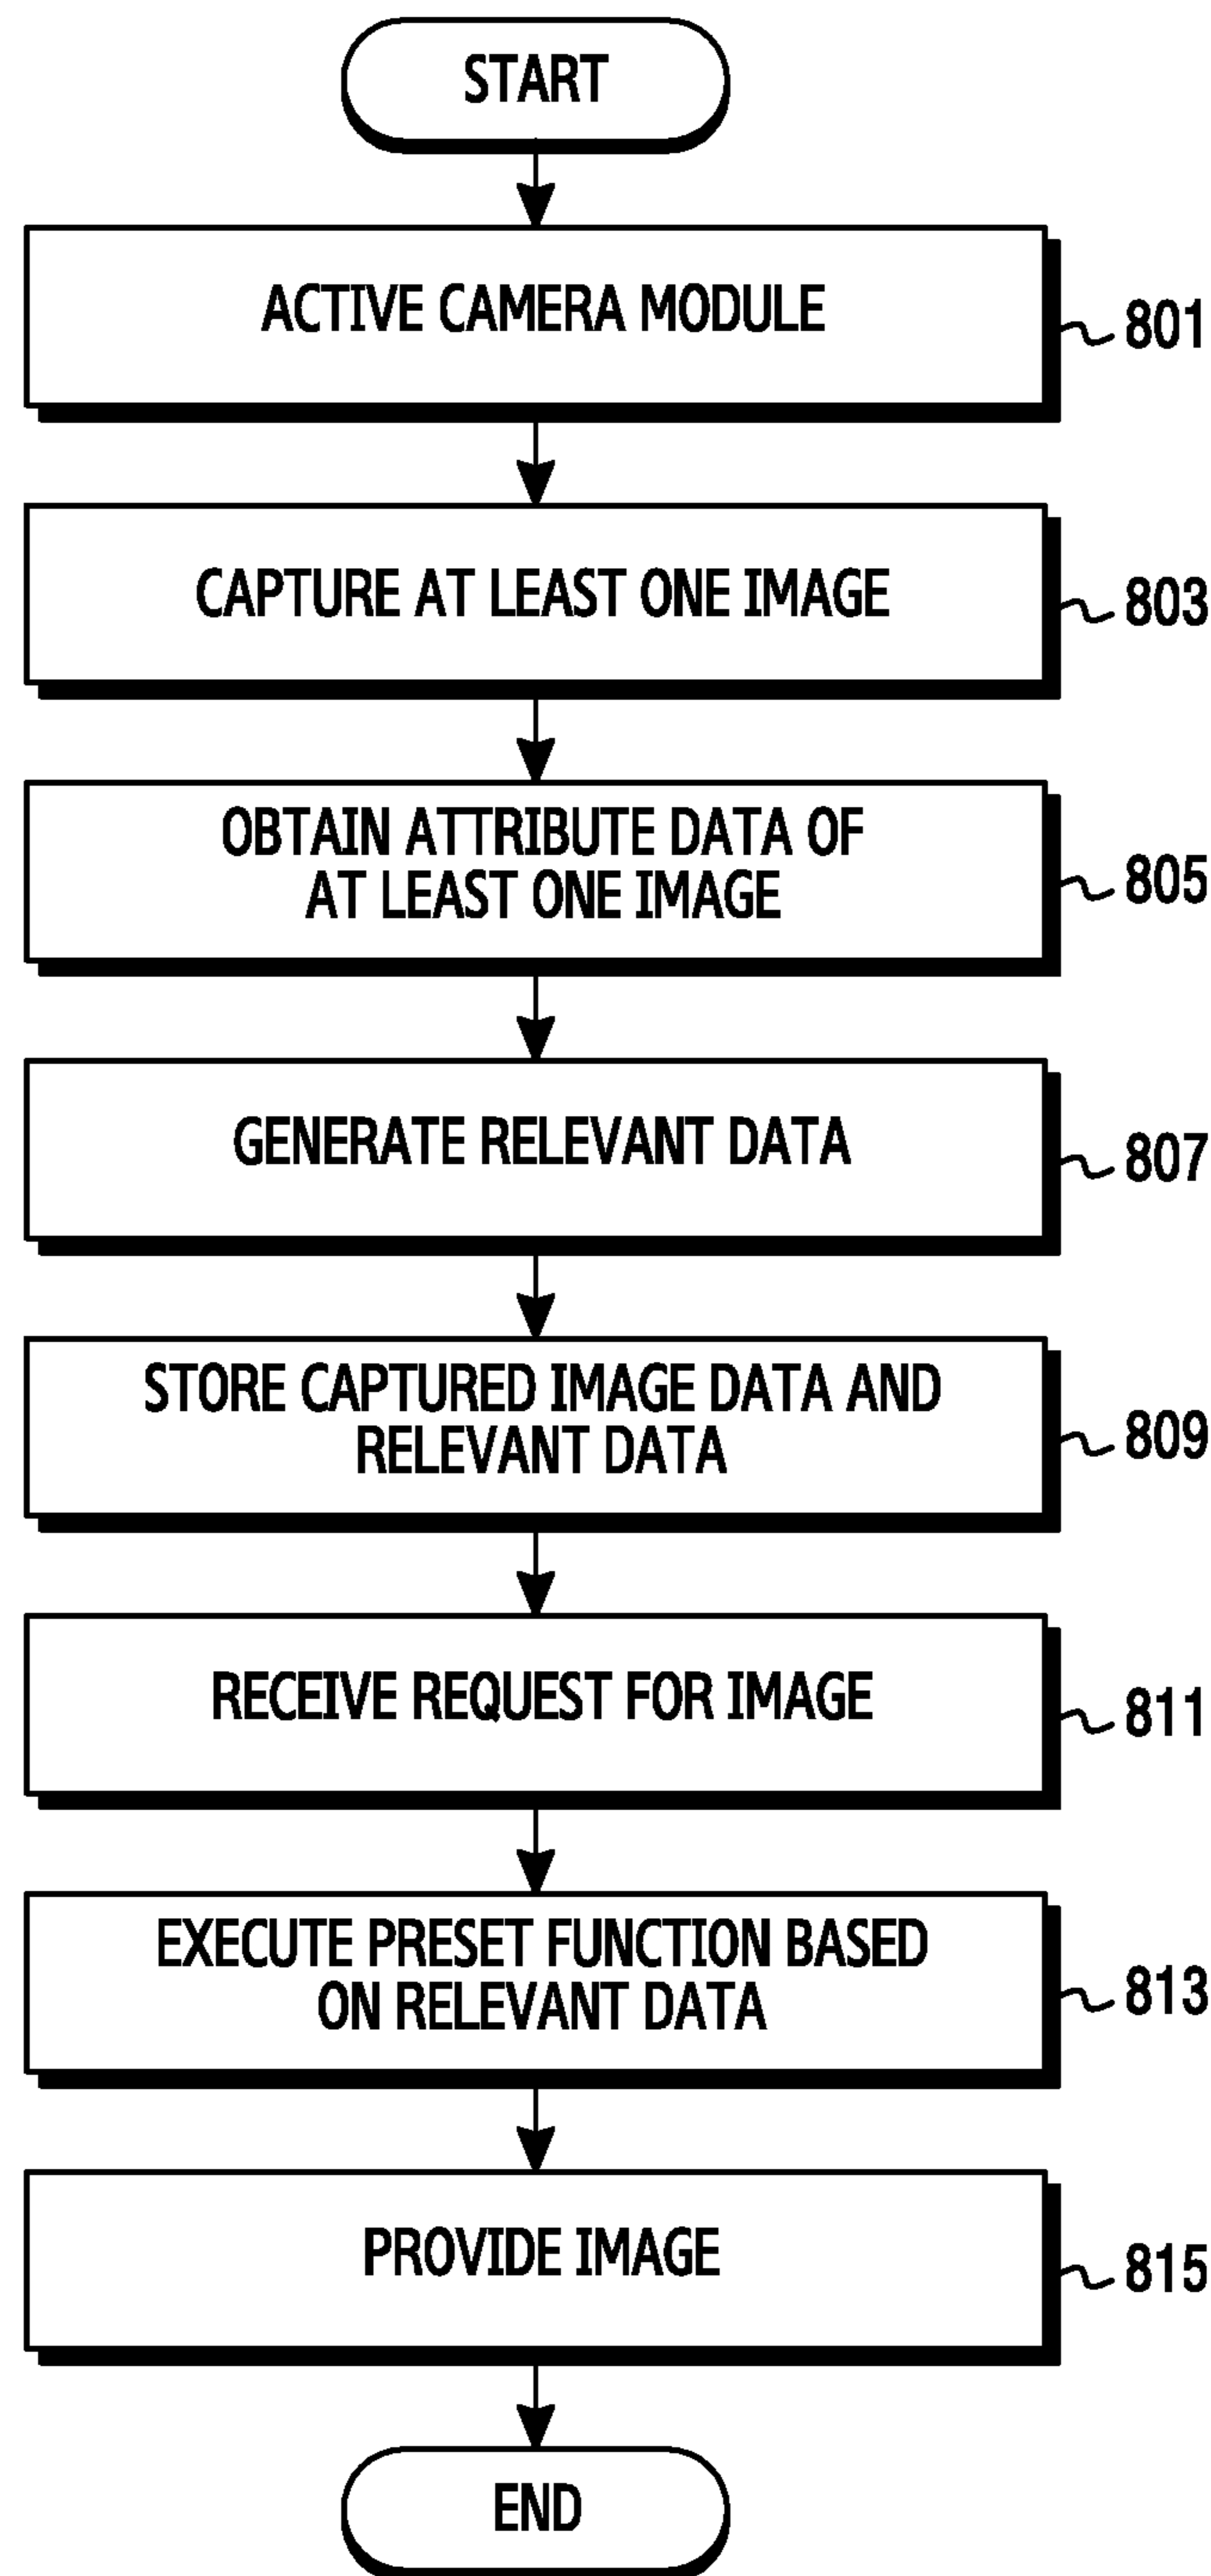 START
ACTIVE CAMERA MODULE
801
CAPTURE AT LEAST ONE IMAGE
803
OBTAIN ATTRIBUTE DATA OF
AT LEAST ONE IMAGE
805
GENERATE RELEVANT DATA
807
STORE CAPTURED IMAGE DATA AND
RELEVANT DATA
809
RECEIVE REQUEST FOR IMAGE
811
EXECUTE PRESET FUNCTION BASED
ON RELEVANT DATA
813
PROVIDE IMAGE
815
END